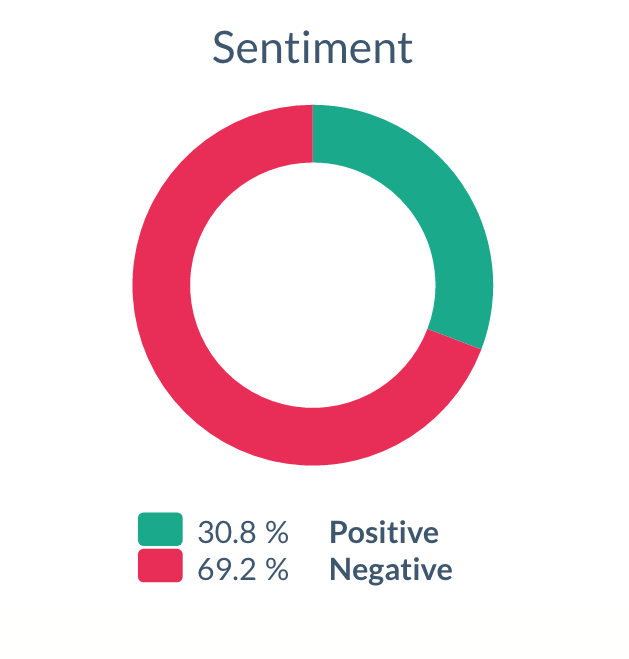 Sentiment
30.8 % Positive
69.2 % Negative